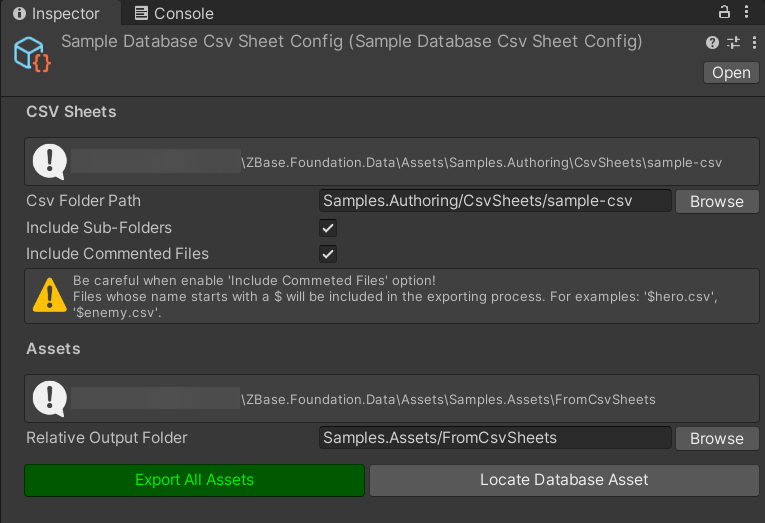 Inspector
Console
Sample Database Csv Sheet Config (Sample Database Csv Sheet Config)
Open
CSV Sheets
\ZBase.Foundation.Data\Assets\Samples.Authoring\CsvSheets\sample-csv
Csv Folder Path
Samples.Authoring/CsvSheets/sample-csv
Browse
Include Sub-Folders
Include Commented Files
Be careful when enable 'Include Commeted Files' option!
Files whose name starts with a $ will be included in the exporting process. For examples: '$hero.csv',
'$enemy.csv'.
Assets
\ZBase.Foundation.Data\Assets\Samples.Assets\FromCsvSheets
Relative Output Folder
Samples.Assets/FromCsvSheets
Browse
Export All Assets
Locate Database Asset